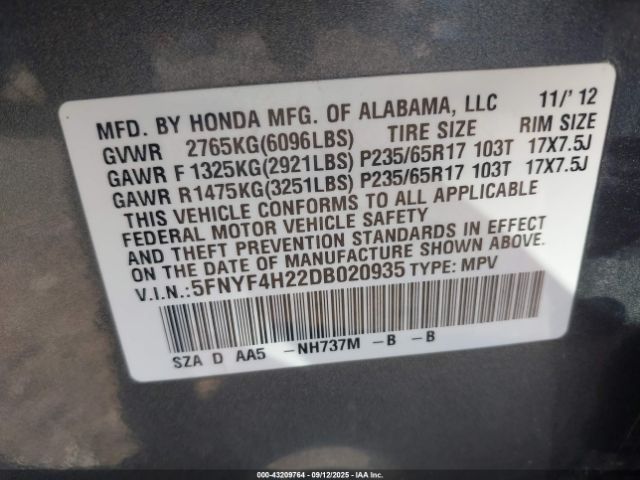 MFD. BY HONDA MFG. OF ALABAMA, LLC 11/'12
GVWR 2765KG(6096LBS) TIRE SIZE RIM SIZE
GAWR F 1325KG(2921LBS) P235/65R17 103T 17X7.5J
GAWR R1475KG(3251LBS) P235/65R17 103T 17X7.5J
THIS VEHICLE CONFORMS TO ALL APPLICABLE
FEDERAL MOTOR VEHICLE SAFETY
AND THEFT PREVENTION STANDARDS IN EFFECT
ON THE DATE OF MANUFACTURE SHOWN ABOVE.
V.I.N.:5FNYF4H22DB020935 TYPE: MPV
SZA D AA5 -NH737M -B -B
© 43209764 - 09/12/2025 - IAA Inc.